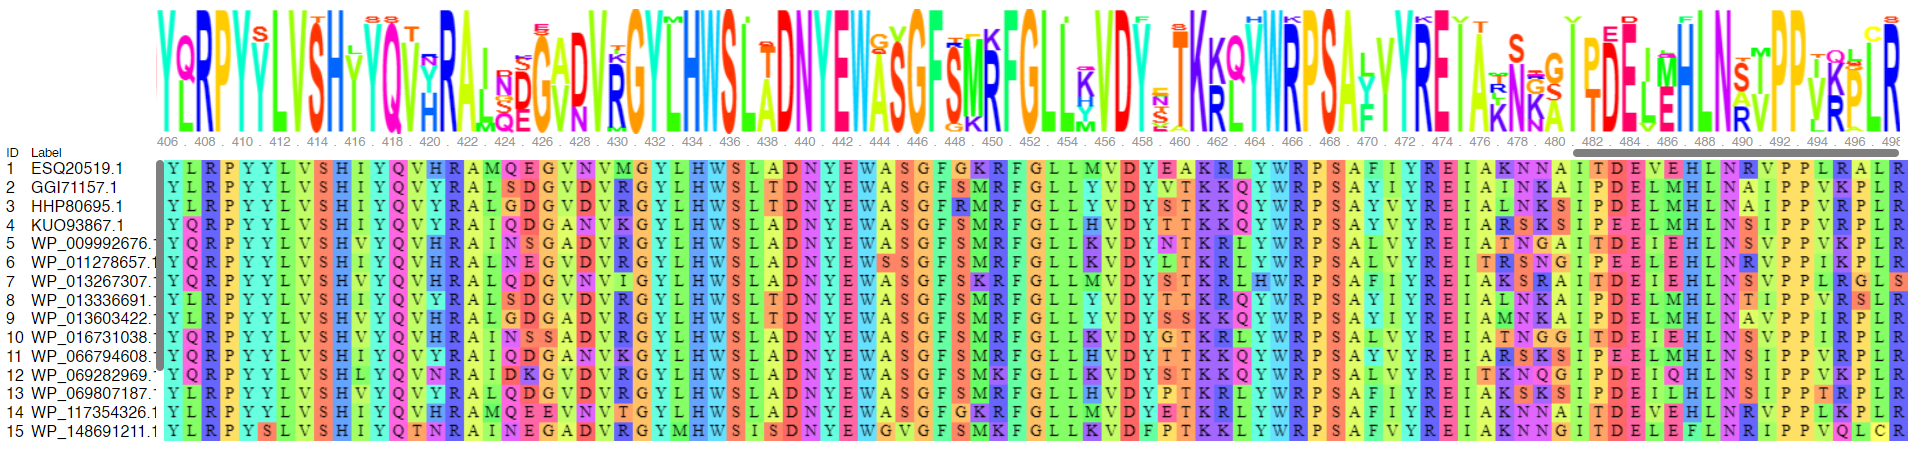 406 . 408 . 410 . 412 . 414 . 416 . 418 . 420 . 422 . 424 . 426 . 428 . 430 . 432 . 434 . 436 . 438 . 440 . 442 . 444 . 446 . 448 . 450 . 452 . 454 . 456 . 458 . 460 . 462 . 464 . 466 . 468 . 470 . 472 . 474 . 476 . 478 . 480 . 482 . 484 . 486 . 488 . 490 . 492 . 494 . 496 . 498
ID Label
1 ESQ20519.1 YLRPYYLVSHIYQVHRAMQEGVNVMGYLHWSLADNYEWASGFGKRFGLLMVDYEAKRLYWRPSAFIYREIAKNNAITDEVEHLNRVPPLRALR
2 GGI71157.1 YLRPYYLVSHIYQVYRALSDGVDVRGYLHWSLTDNYEWASGFSMRFGLLYVDYVTKKQYWRPSAFIYREIAINKAIPDELMHLNAIPPVKPLR
3 HHP80695.1 YLRPYYLVSHIYQVYRALGDGVDVRGYLHWSLTDNYEWASGFRMRFGLLYVDYSTKKQYWRPSAYVYREIALNKSIPDELMHLNAIPPVRPLR
4 KUO93867.1 YQRPYYLVSHIYQVYRAIQDGANVKGYLHWSLADNYEWASGFSMRFGLLHVDYTTKKQYWRPSAYVYREIARSKSIPEELMHLNSIPPVKPLR
5 WP_009992676. YQRPYYLVSHVYQVHRAINSGADVRGYLHWSLADNYEWASGFSMRFGLLKVDYNTKRLYWRPSALVYREIATNGAITDEIEHLNSVPPVKPLR
6 WP_011278657.1 YQRPYYLVSHIYQVHRALNEGVDVRGYLHWSLADNYEWSSGFSMRFGLLKVDYLTKRLYWRPSALVYREITRSNGIPEELEHLNRVPPIKPLR
7 WP_013267307. YQRPYYLVSHVYQVHRALQDGVNVIGYLHWSLADNYEWASGFSKRFGLLMVDYSTKRLHWRPSAFIYREIAKSRAITDEIEHLNSVPPLRGLS
8 WP_013336691. YLRPYYLVSHIYQVYRALSDGVDVRGYLHWSLTDNYEWASGFSMRFGLLYVDYTTKRQYWRPSAYIYREIALNKAIPDELMHLNTIPPVRSLR
9 WP_013603422. YLRPYYLVSHVYQVHRALGDGADVRGYLHWSLTDNYEWASGFSMRFGLLYVDYSSKKQYWRPSAYIYREIAMNKAIPDELMHLNAVPPIRPLR
10 WP_016731038. YQRPYYLVSHVYQVHRAINSSADVRGYLHWSLADNYEWASGFSMRFGLLKVDYGTKRLYWRPSALVYREIATNGGITDEIEHLNSVPPIRPLR
11 WP_066794608. YQRPYYLVSHIYQVYRAIQDGANVKGYLHWSLADNYEWASGFSMRFGLLHVDYTTKKQYWRPSAYVYREIARSKSIPEELMHLNSIPPVRPLR
12 WP_069282969. YQRPYYLVSHLYQVNRAIDKGVDVRGYLHWSLADNYEWASGFSMKFGLLKVDYTTKKQYWRPSALVYREITKNQGIPDELQHLNSIPPVKPLR
13 WP_069807187. YLRPYYLVSHVYQVYRALQDGVDVRGYLHWSLADNYEWASGFSMRFGLLHVDYPTKRLYWRPSAFIYREIAKSKSIPDEILHLNSIPPTRPLR
14 WP_117354326.1 YLRPYYLVSHIYQVHRAMQEEVNVTGYLHWSLADNYEWASGFGKRFGLLMVDYETKRLYWRPSAFIYREIAKNNAITDEVEHLNRVPPLKPLR
15 WP_148691211.1 YLRPYSLVSHIYQTNRAINEGADVRGYMHWSISDNYEWGVGFSMKFGLLKVDFPTKKLYWRPSAFVYREIAKNNGITDELEFLNRIPPVQLCR